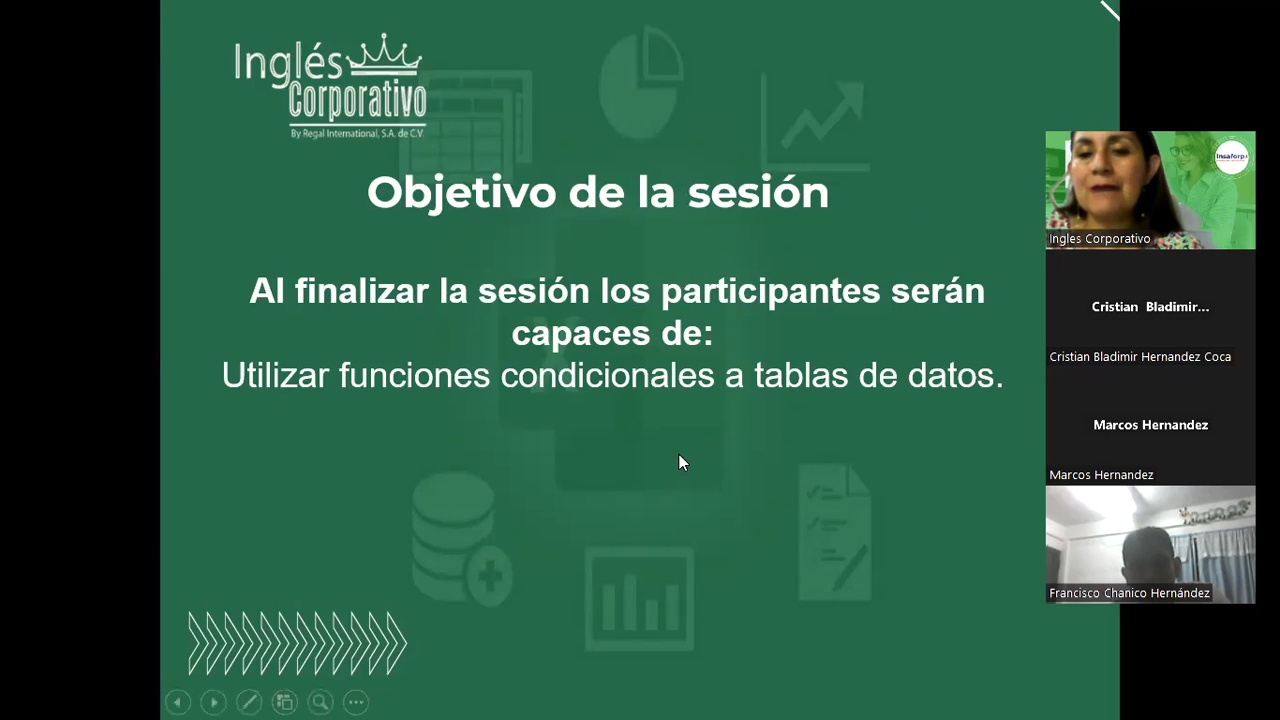 Inglés
Corporativo
By Regal International, S.A. de C.V.
Objetivo de la sesión
Al finalizar la sesión los participantes serán
capaces de:
Utilizar funciones condicionales a tablas de datos.
Insaforp
Ingles Corporativo
Cristian Bladimir...
Cristian Bladimir Hernandez Coca
Marcos Hernandez
Marcos Hernandez
Francisco Chanico Hernández